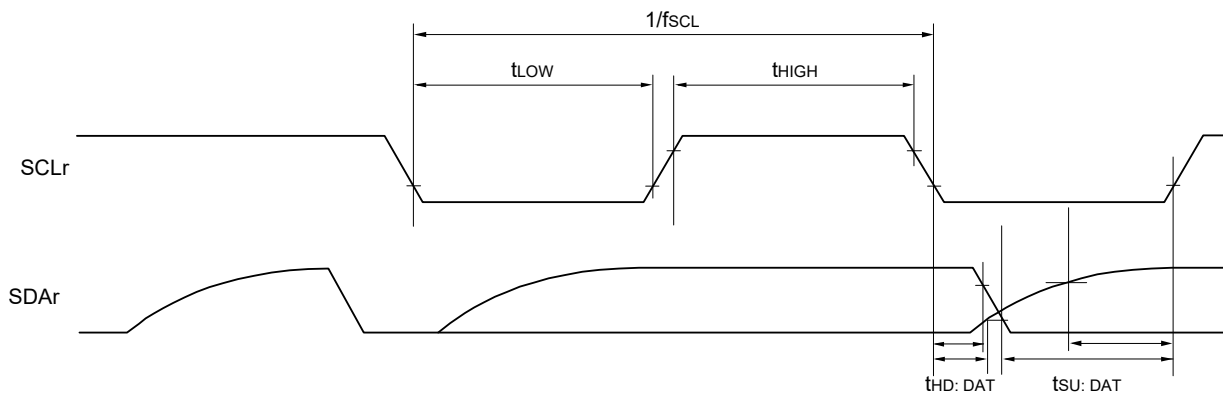 1/fSCL
tLOW
tHIGH
SCLr
SDAr
tHD: DAT
tSU: DAT